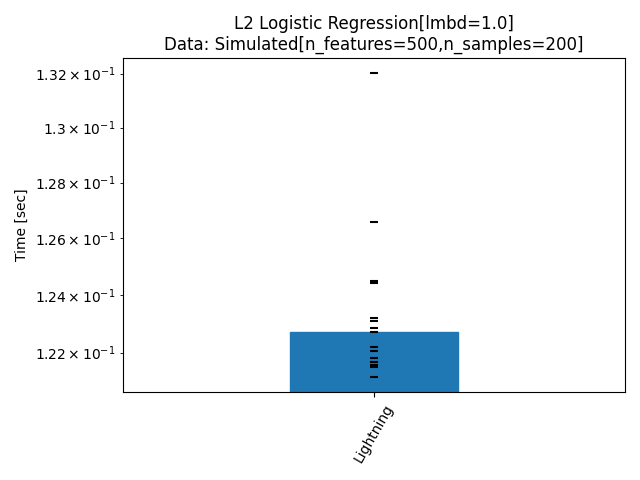 L2 Logistic Regression[lmbd=1.0]
Data: Simulated[n_features=500,n_samples=200]
1.32 × 10⁻¹
1.3 × 10⁻¹
1.28 × 10⁻¹
1.26 × 10⁻¹
1.24 × 10⁻¹
1.22 × 10⁻¹
Time [sec]
Lightning